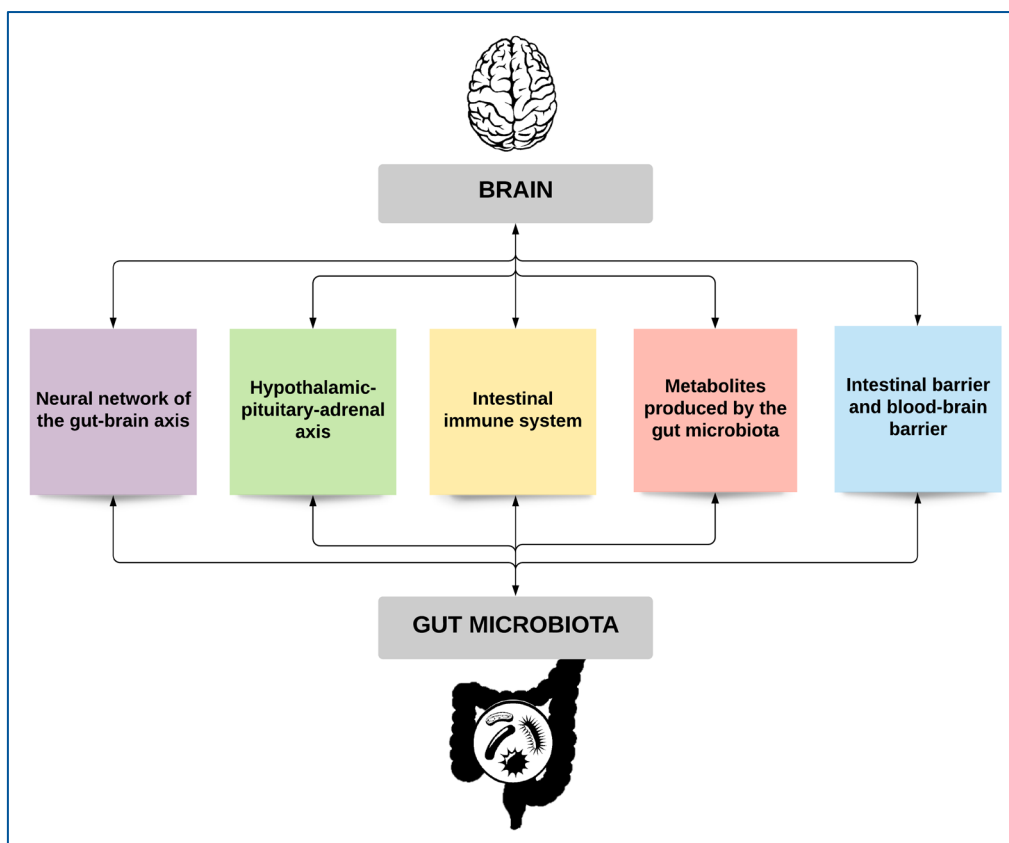 BRAIN
Neural network of
the gut-brain axis
Hypothalamic-
pituitary-adrenal
axis
Intestinal
immune system
Metabolites
produced by the
gut microbiota
Intestinal barrier
and blood-brain
barrier
GUT MICROBIOTA